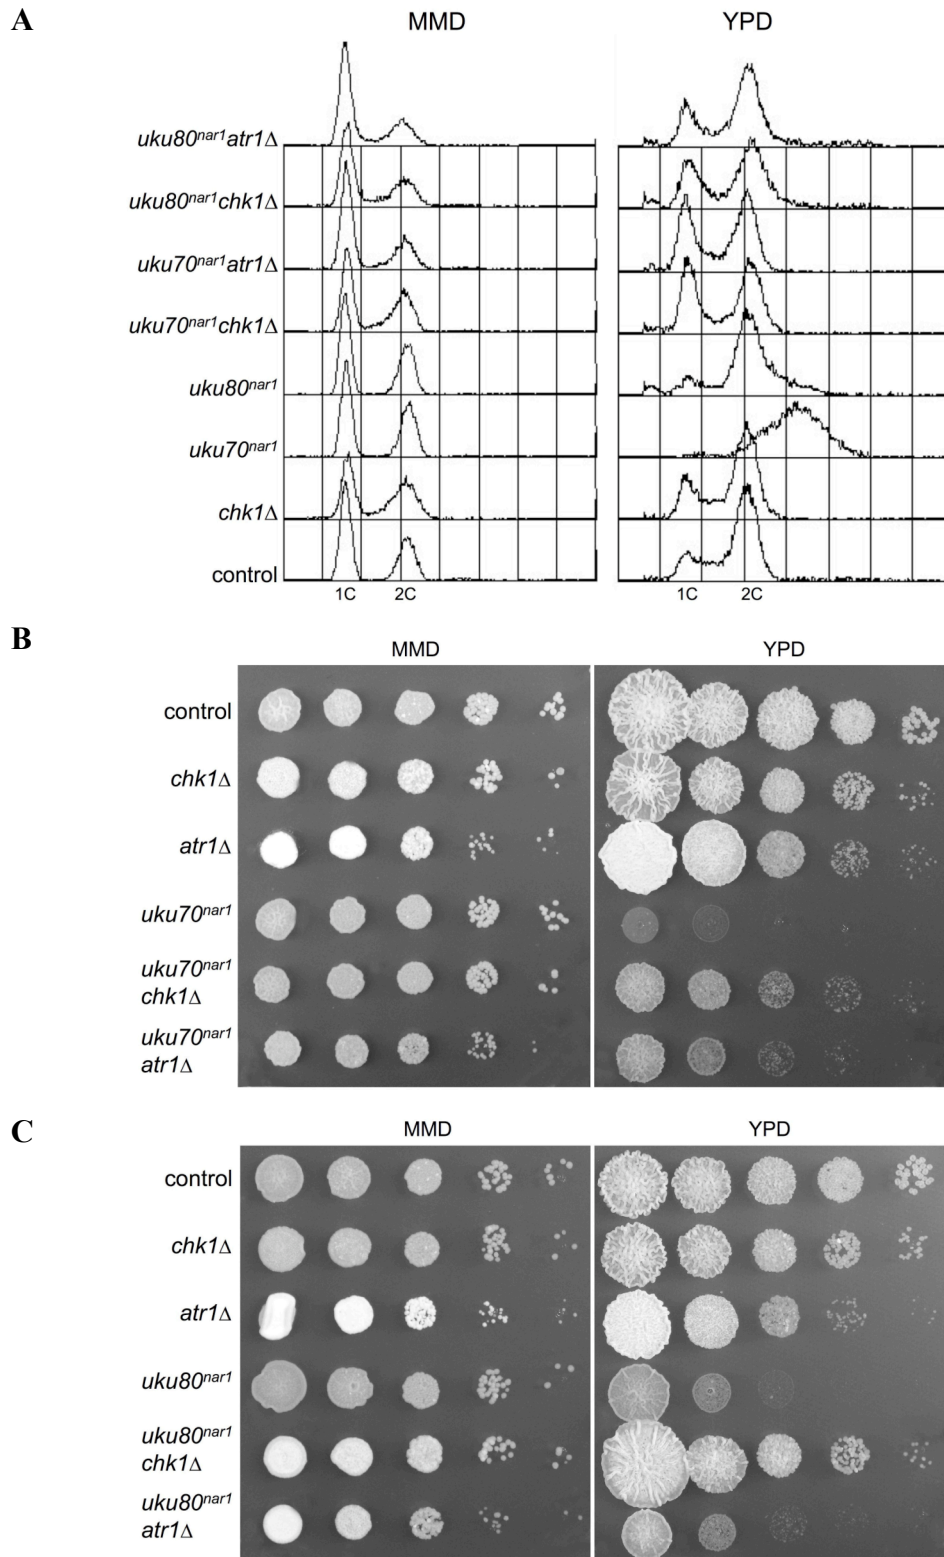 A
MMD YPD
uku80nar1atr1Δ
uku80nar1chk1Δ
uku70nar1atr1Δ
uku70nar1chk1Δ
uku80nar1
uku70nar1
chk1Δ
control
1C 2C 1C 2C
B
MMD YPD
control
chk1Δ
atr1Δ
uku70nar1
uku70nar1
chk1Δ
uku70nar1
atr1Δ
C
MMD YPD
control
chk1Δ
atr1Δ
uku80nar1
uku80nar1
chk1Δ
uku80nar1
atr1Δ